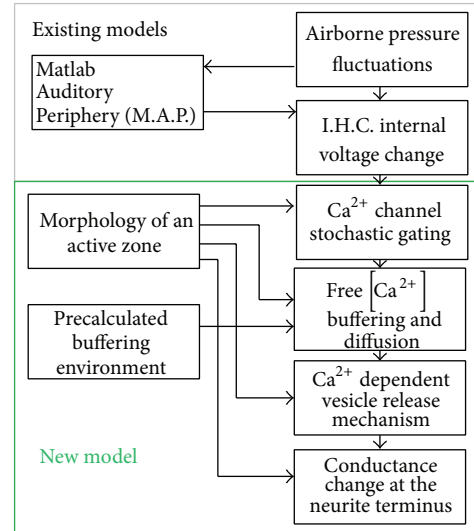 Existing models
Airborne pressure
fluctuations
Matlab
Auditory
Periphery (M.A.P.)
I.H.C. internal
voltage change
Morphology of an
active zone
Ca²⁺ channel
stochastic gating
Free [Ca²⁺]
buffering and
diffusion
Precalculated
buffering
environment
Ca²⁺ dependent
vesicle release
mechanism
New model
Conductance
change at the
neurite terminus